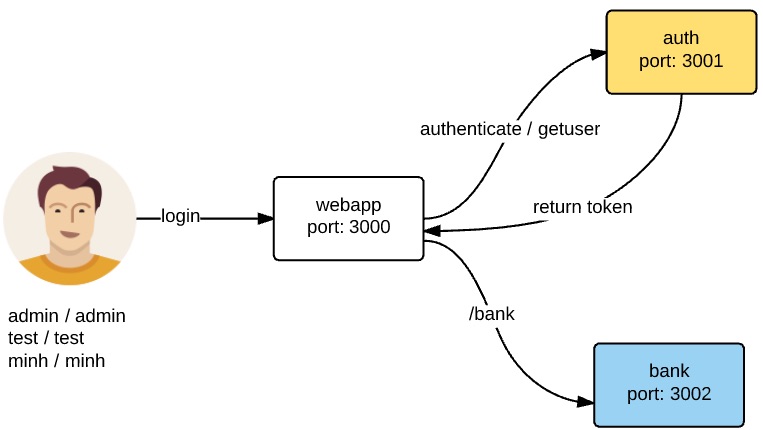 auth
port: 3001
authenticate / getuser
return token
login
webapp
port: 3000
admin / admin
test / test
minh / minh
/bank
bank
port: 3002